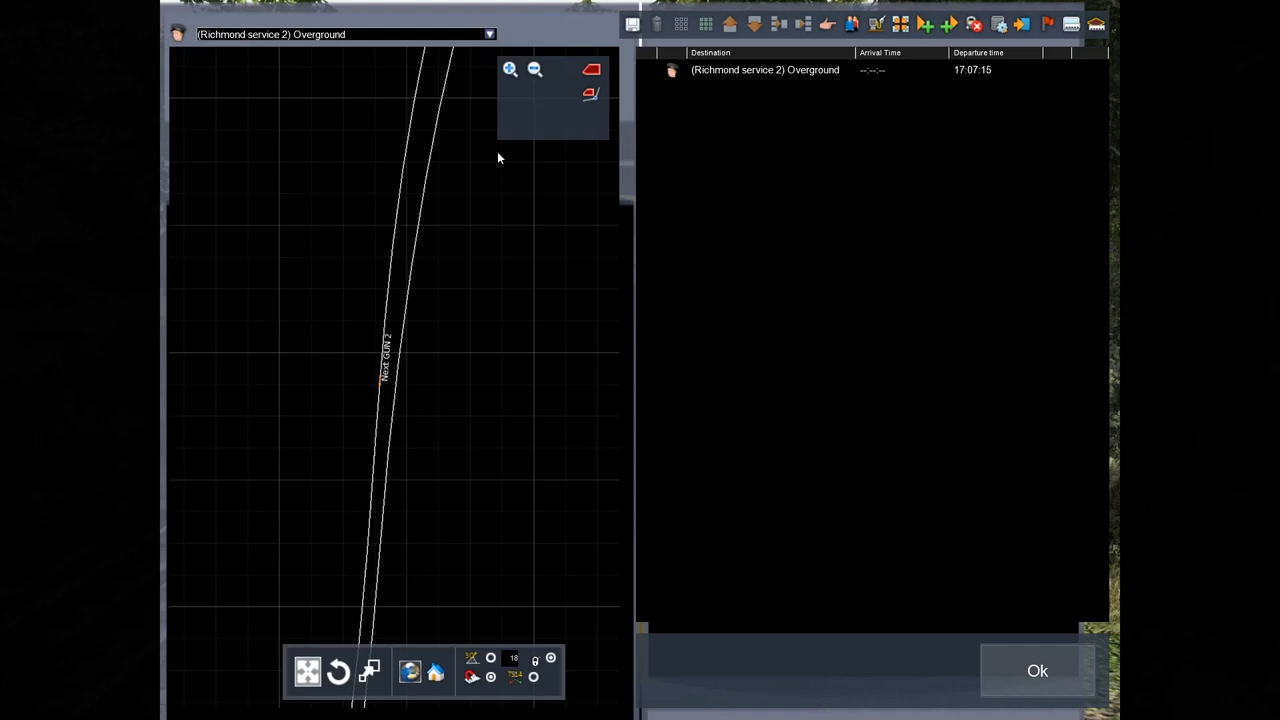 (Richmond service 2) Overground
Destination Arrival Time Departure time
(Richmond service 2) Overground --:--:-- 17:07:15
Next GUN 2
18
TS14
Ok